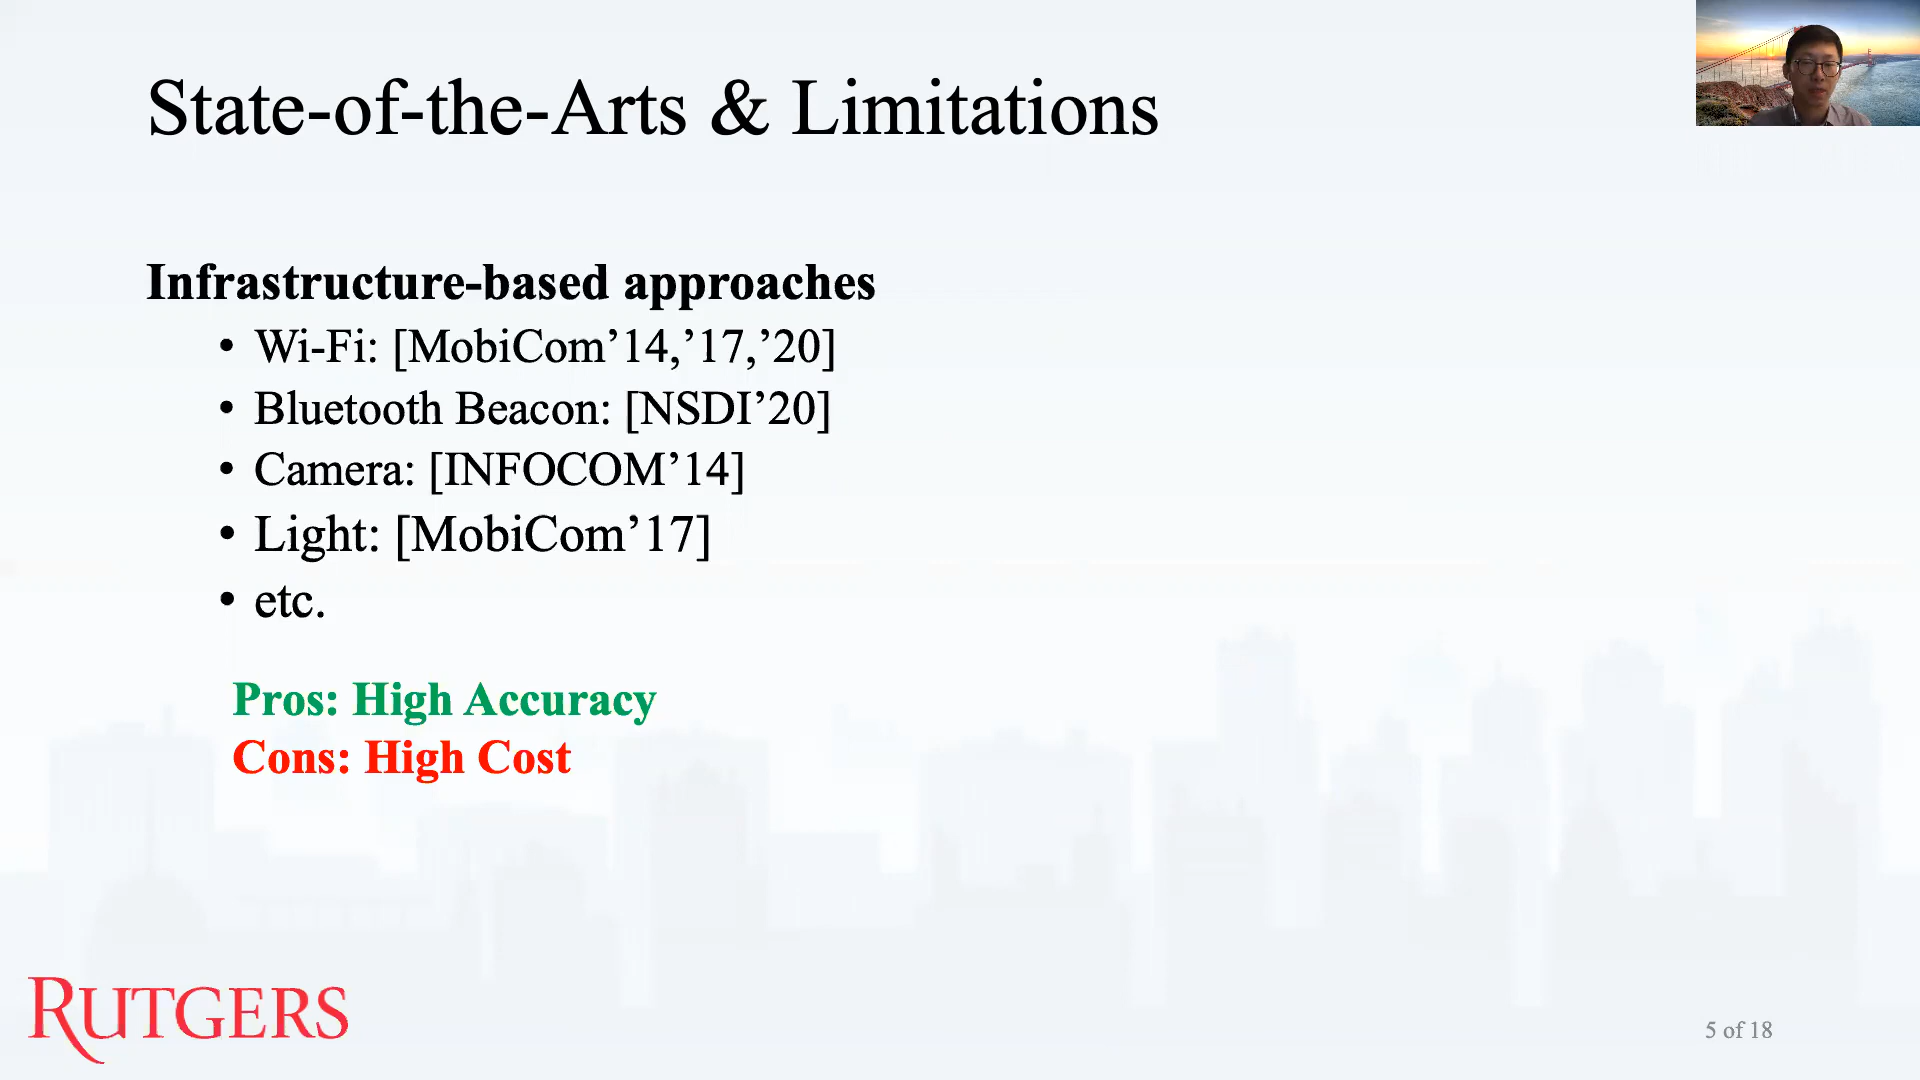 State-of-the-Arts & Limitations
Infrastructure-based approaches
• Wi-Fi: [MobiCom’14,’17,’20]
• Bluetooth Beacon: [NSDI’20]
• Camera: [INFOCOM’14]
• Light: [MobiCom’17]
• etc.
Pros: High Accuracy
Cons: High Cost
RUTGERS
5 of 18